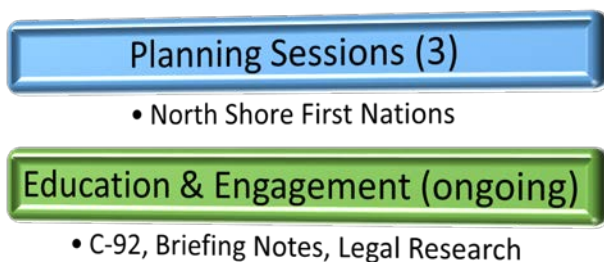 Planning Sessions (3)
• North Shore First Nations
Education & Engagement (ongoing)
• C-92, Briefing Notes, Legal Research